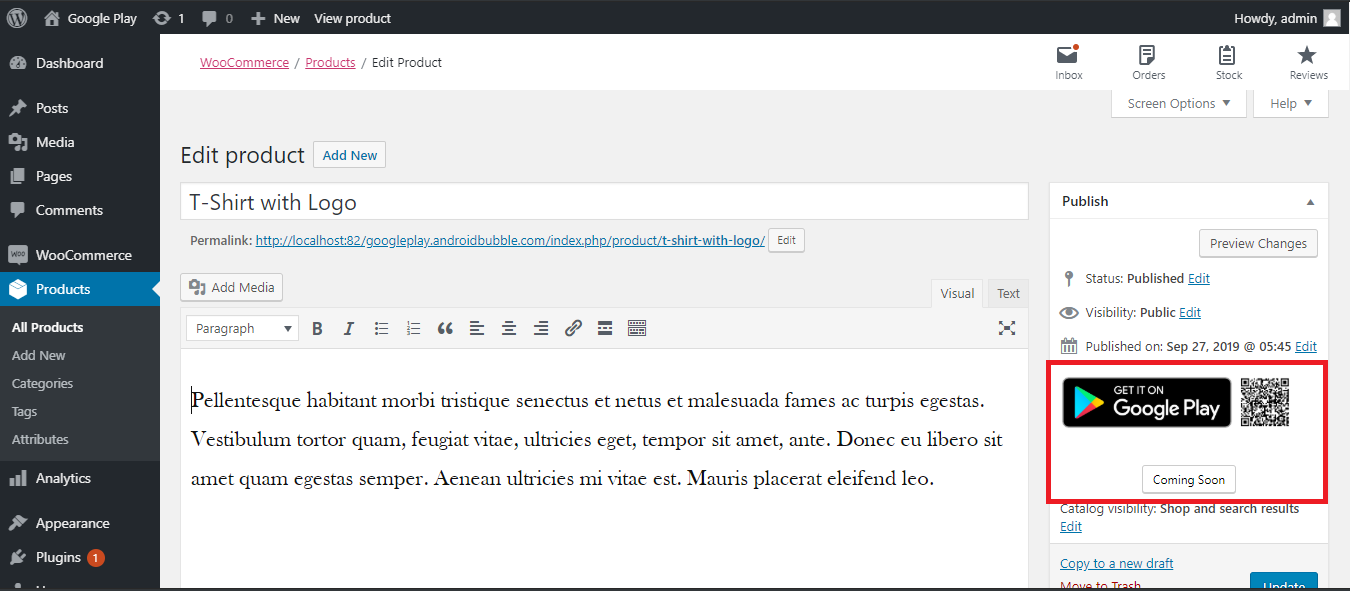 Google Play 1 0 New View product Howdy, admin
Dashboard
Posts
Media
Pages
Comments
WOO WooCommerce
Products
All Products
Add New
Categories
Tags
Attributes
Analytics
Appearance
Plugins 1
WooCommerce / Products / Edit Product
Inbox Orders Stock Reviews
Screen Options Help
Edit product Add New
T-Shirt with Logo
Permalink: http://localhost:82/googleplay.androidbubble.com/index.php/product/t-shirt-with-logo/ Edit
Add Media Visual Text
Paragraph B I
Pellentesque habitant morbi tristique senectus et netus et malesuada fames ac turpis egestas.
Vestibulum tortor quam, feugiat vitae, ultricies eget, tempor sit amet, ante. Donec eu libero sit
amet quam egestas semper. Aenean ultricies mi vitae est. Mauris placerat eleifend leo.
Publish
Preview Changes
Status: Published Edit
Visibility: Public Edit
Published on: Sep 27, 2019 @ 05:45 Edit
GET IT ON
Google Play
Coming Soon
Catalog visibility: Shop and search results
Edit
Copy to a new draft
Move to Trash
Update